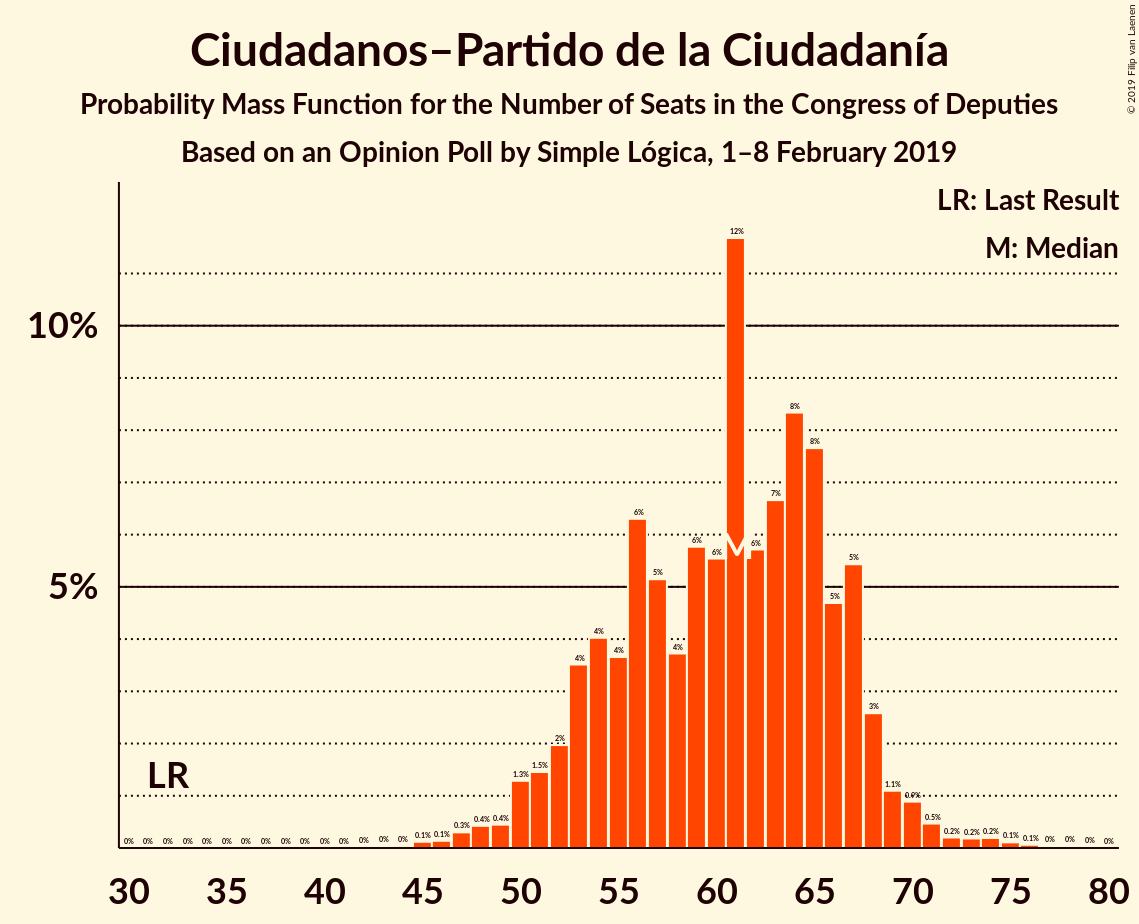 Ciudadanos–Partido de la Ciudadanía
Probability Mass Function for the Number of Seats in the Congress of Deputies
Based on an Opinion Poll by Simple Lógica, 1–8 February 2019
© 2019 Filip van Laenen
LR: Last Result
M: Median
10%
5%
LR
M
0% 0% 0% 0% 0% 0% 0% 0% 0% 0% 0% 0% 0% 0% 0% 0.1% 0.1% 0.3% 0.4% 0.4% 1.3% 1.5% 2% 4% 4% 4% 6% 5% 4% 6% 6% 12% 6% 7% 8% 8% 5% 5% 3% 1.1% 0.9% 0.5% 0.2% 0.2% 0.2% 0.1% 0.1% 0% 0% 0% 0%
30 35 40 45 50 55 60 65 70 75 80